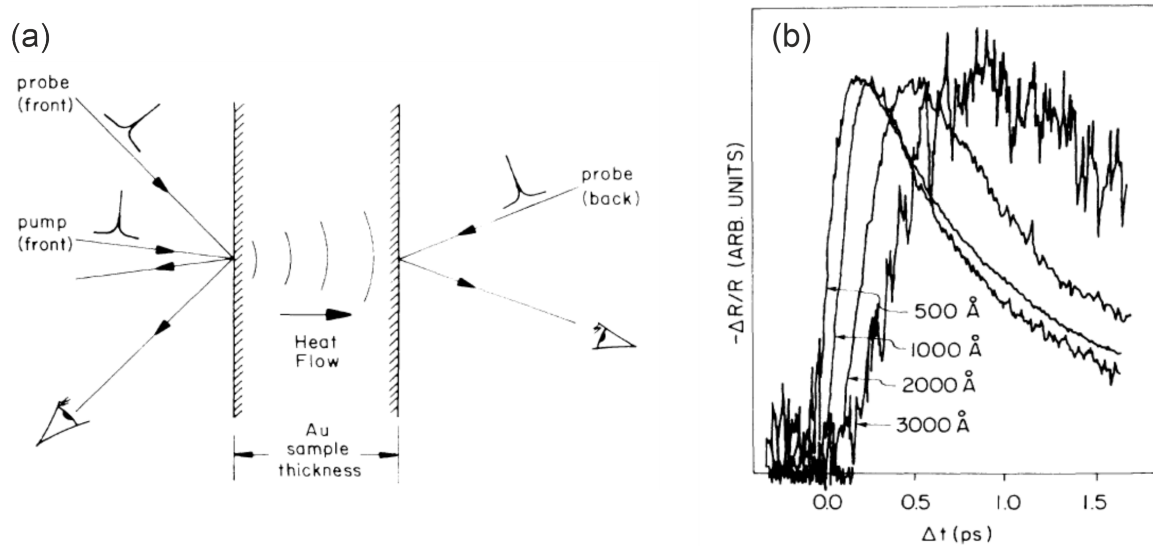 (a)
probe
(front)
pump
(front)
probe
(back)
Heat
Flow
Au
sample
thickness
(b)
-ΔR/R (ARB. UNITS)
500 Å
1000 Å
2000 Å
3000 Å
0.0 0.5 1.0 1.5
Δt (ps)